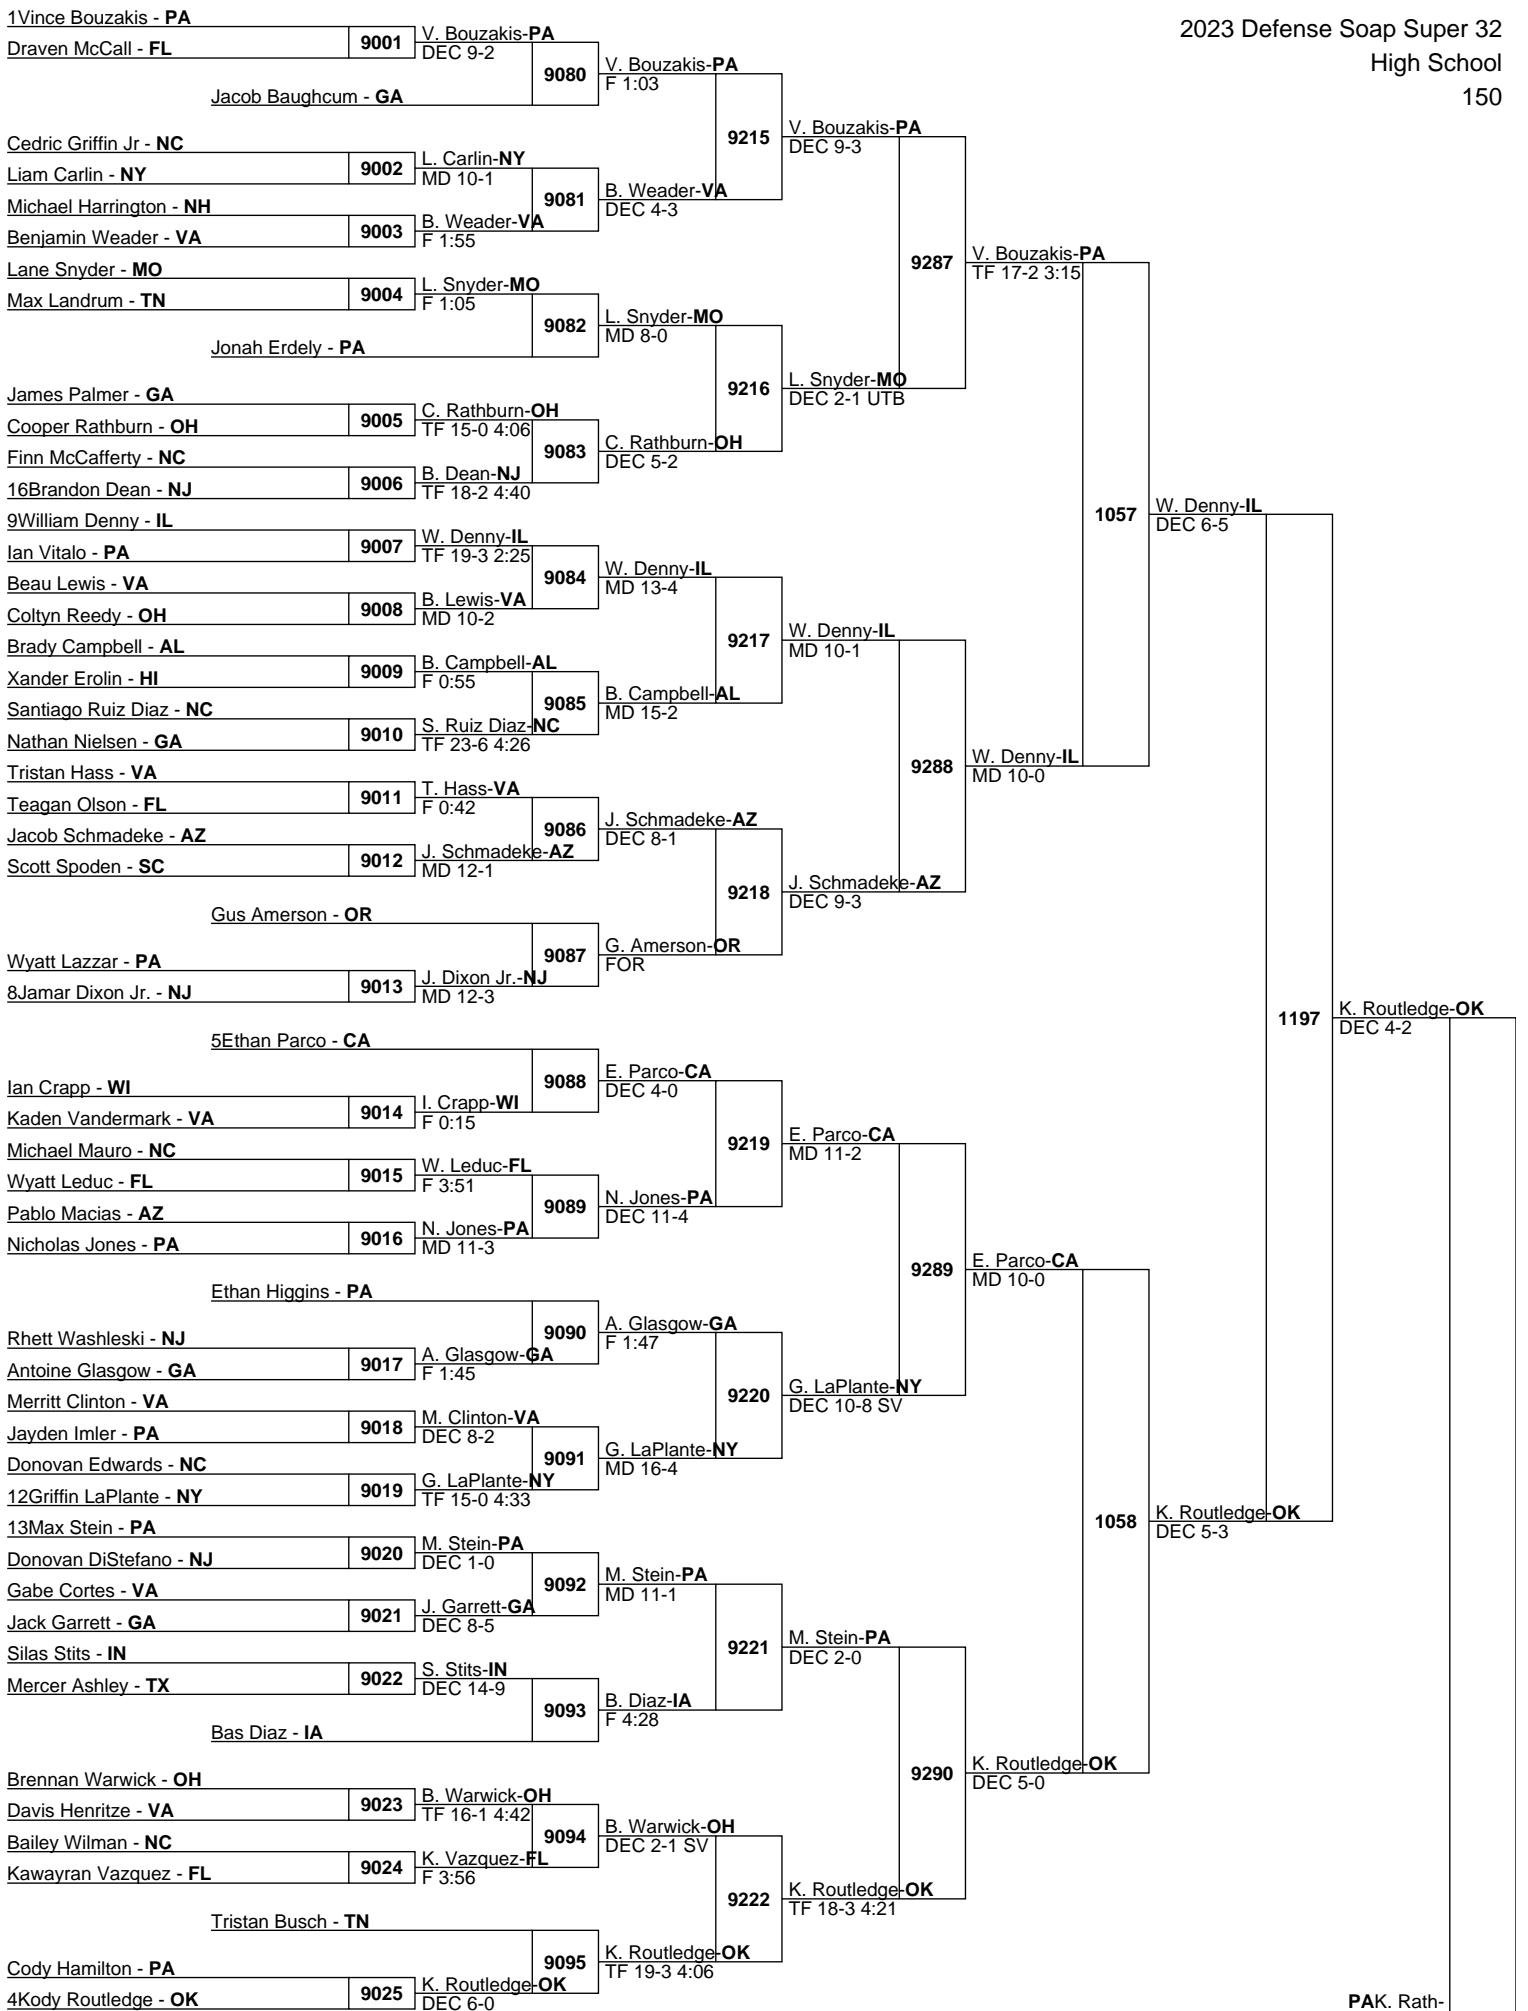 2023 Defense Soap Super 32
High School
150
1Vince Bouzakis - PA
Draven McCall - FL
9001
V. Bouzakis-PA
DEC 9-2
Jacob Baughcum - GA
9080
V. Bouzakis-PA
F 1:03
Cedric Griffin Jr - NC
Liam Carlin - NY
9002
L. Carlin-NY
MD 10-1
Michael Harrington - NH
Benjamin Weader - VA
9003
B. Weader-VA
F 1:55
9081
B. Weader-VA
DEC 4-3
9215
V. Bouzakis-PA
DEC 9-3
Lane Snyder - MO
Max Landrum - TN
9004
L. Snyder-MO
F 1:05
Jonah Erdely - PA
9082
L. Snyder-MO
MD 8-0
James Palmer - GA
Cooper Rathburn - OH
9005
C. Rathburn-OH
TF 15-0 4:06
Finn McCafferty - NC
16Brandon Dean - NJ
9006
B. Dean-NJ
TF 18-2 4:40
9083
C. Rathburn-OH
DEC 5-2
9216
L. Snyder-MO
DEC 2-1 UTB
9287
V. Bouzakis-PA
TF 17-2 3:15
9William Denny - IL
Ian Vitalo - PA
9007
W. Denny-IL
TF 19-3 2:25
Beau Lewis - VA
Coltyn Reedy - OH
9008
B. Lewis-VA
MD 10-2
9084
W. Denny-IL
MD 13-4
Brady Campbell - AL
Xander Erolin - HI
9009
B. Campbell-AL
F 0:55
Santiago Ruiz Diaz - NC
Nathan Nielsen - GA
9010
S. Ruiz Diaz-NC
TF 23-6 4:26
9085
B. Campbell-AL
MD 15-2
9217
W. Denny-IL
MD 10-1
Tristan Hass - VA
Teagan Olson - FL
9011
T. Hass-VA
F 0:42
Jacob Schmadeke - AZ
Scott Spoden - SC
9012
J. Schmadeke-AZ
MD 12-1
9086
J. Schmadeke-AZ
DEC 8-1
Gus Amerson - OR
Wyatt Lazzar - PA
8Jamar Dixon Jr. - NJ
9013
J. Dixon Jr.-NJ
MD 12-3
9087
G. Amerson-OR
FOR
9218
J. Schmadeke-AZ
DEC 9-3
9288
W. Denny-IL
MD 10-0
1057
W. Denny-IL
DEC 6-5
5Ethan Parco - CA
Ian Crapp - WI
Kaden Vandermark - VA
9014
I. Crapp-WI
F 0:15
9088
E. Parco-CA
DEC 4-0
Michael Mauro - NC
Wyatt Leduc - FL
9015
W. Leduc-FL
F 3:51
Pablo Macias - AZ
Nicholas Jones - PA
9016
N. Jones-PA
MD 11-3
9089
N. Jones-PA
DEC 11-4
9219
E. Parco-CA
MD 11-2
Ethan Higgins - PA
Rhett Washleski - NJ
Antoine Glasgow - GA
9017
A. Glasgow-GA
F 1:45
9090
A. Glasgow-GA
F 1:47
Merritt Clinton - VA
Jayden Imler - PA
9018
M. Clinton-VA
DEC 8-2
Donovan Edwards - NC
12Griffin LaPlante - NY
9019
G. LaPlante-NY
TF 15-0 4:33
9091
G. LaPlante-NY
MD 16-4
9220
G. LaPlante-NY
DEC 10-8 SV
9289
E. Parco-CA
MD 10-0
13Max Stein - PA
Donovan DiStefano - NJ
9020
M. Stein-PA
DEC 1-0
Gabe Cortes - VA
Jack Garrett - GA
9021
J. Garrett-GA
DEC 8-5
9092
M. Stein-PA
MD 11-1
Silas Stits - IN
Mercer Ashley - TX
9022
S. Stits-IN
DEC 14-9
Bas Diaz - IA
9093
B. Diaz-IA
F 4:28
9221
M. Stein-PA
DEC 2-0
Brennan Warwick - OH
Davis Henritze - VA
9023
B. Warwick-OH
TF 16-1 4:42
Bailey Wilman - NC
Kawayran Vazquez - FL
9024
K. Vazquez-FL
F 3:56
9094
B. Warwick-OH
DEC 2-1 SV
Tristan Busch - TN
Cody Hamilton - PA
4Kody Routledge - OK
9025
K. Routledge-OK
DEC 6-0
9095
K. Routledge-OK
TF 19-3 4:06
9222
K. Routledge-OK
TF 18-3 4:21
9290
K. Routledge-OK
DEC 5-0
1058
K. Routledge-OK
DEC 5-3
1197
K. Routledge-OK
DEC 4-2
PAK. Rath-